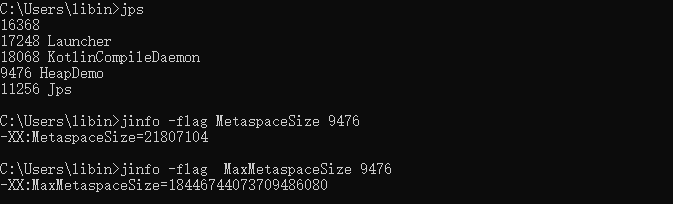 C:\Users\libin>jps
16368
17248 Launcher
18068 KotlinCompileDaemon
9476 HeapDemo
11256 Jps
C:\Users\libin>jinfo -flag MetaspaceSize 9476
-XX:MetaspaceSize=21807104
C:\Users\libin>jinfo -flag  MaxMetaspaceSize 9476
-XX:MaxMetaspaceSize=18446744073709486080